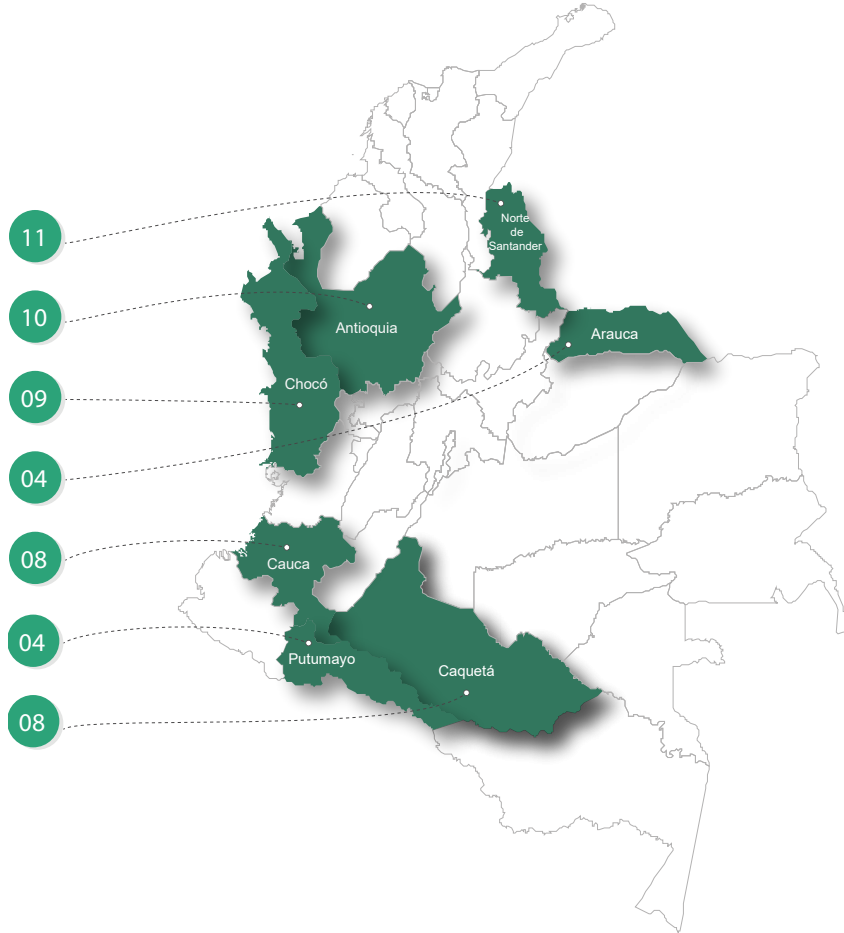 11
Norte
de
Santander
10
Antioquia
Arauca
09
Chocó
04
08
Cauca
04
Putumayo
Caquetá
08